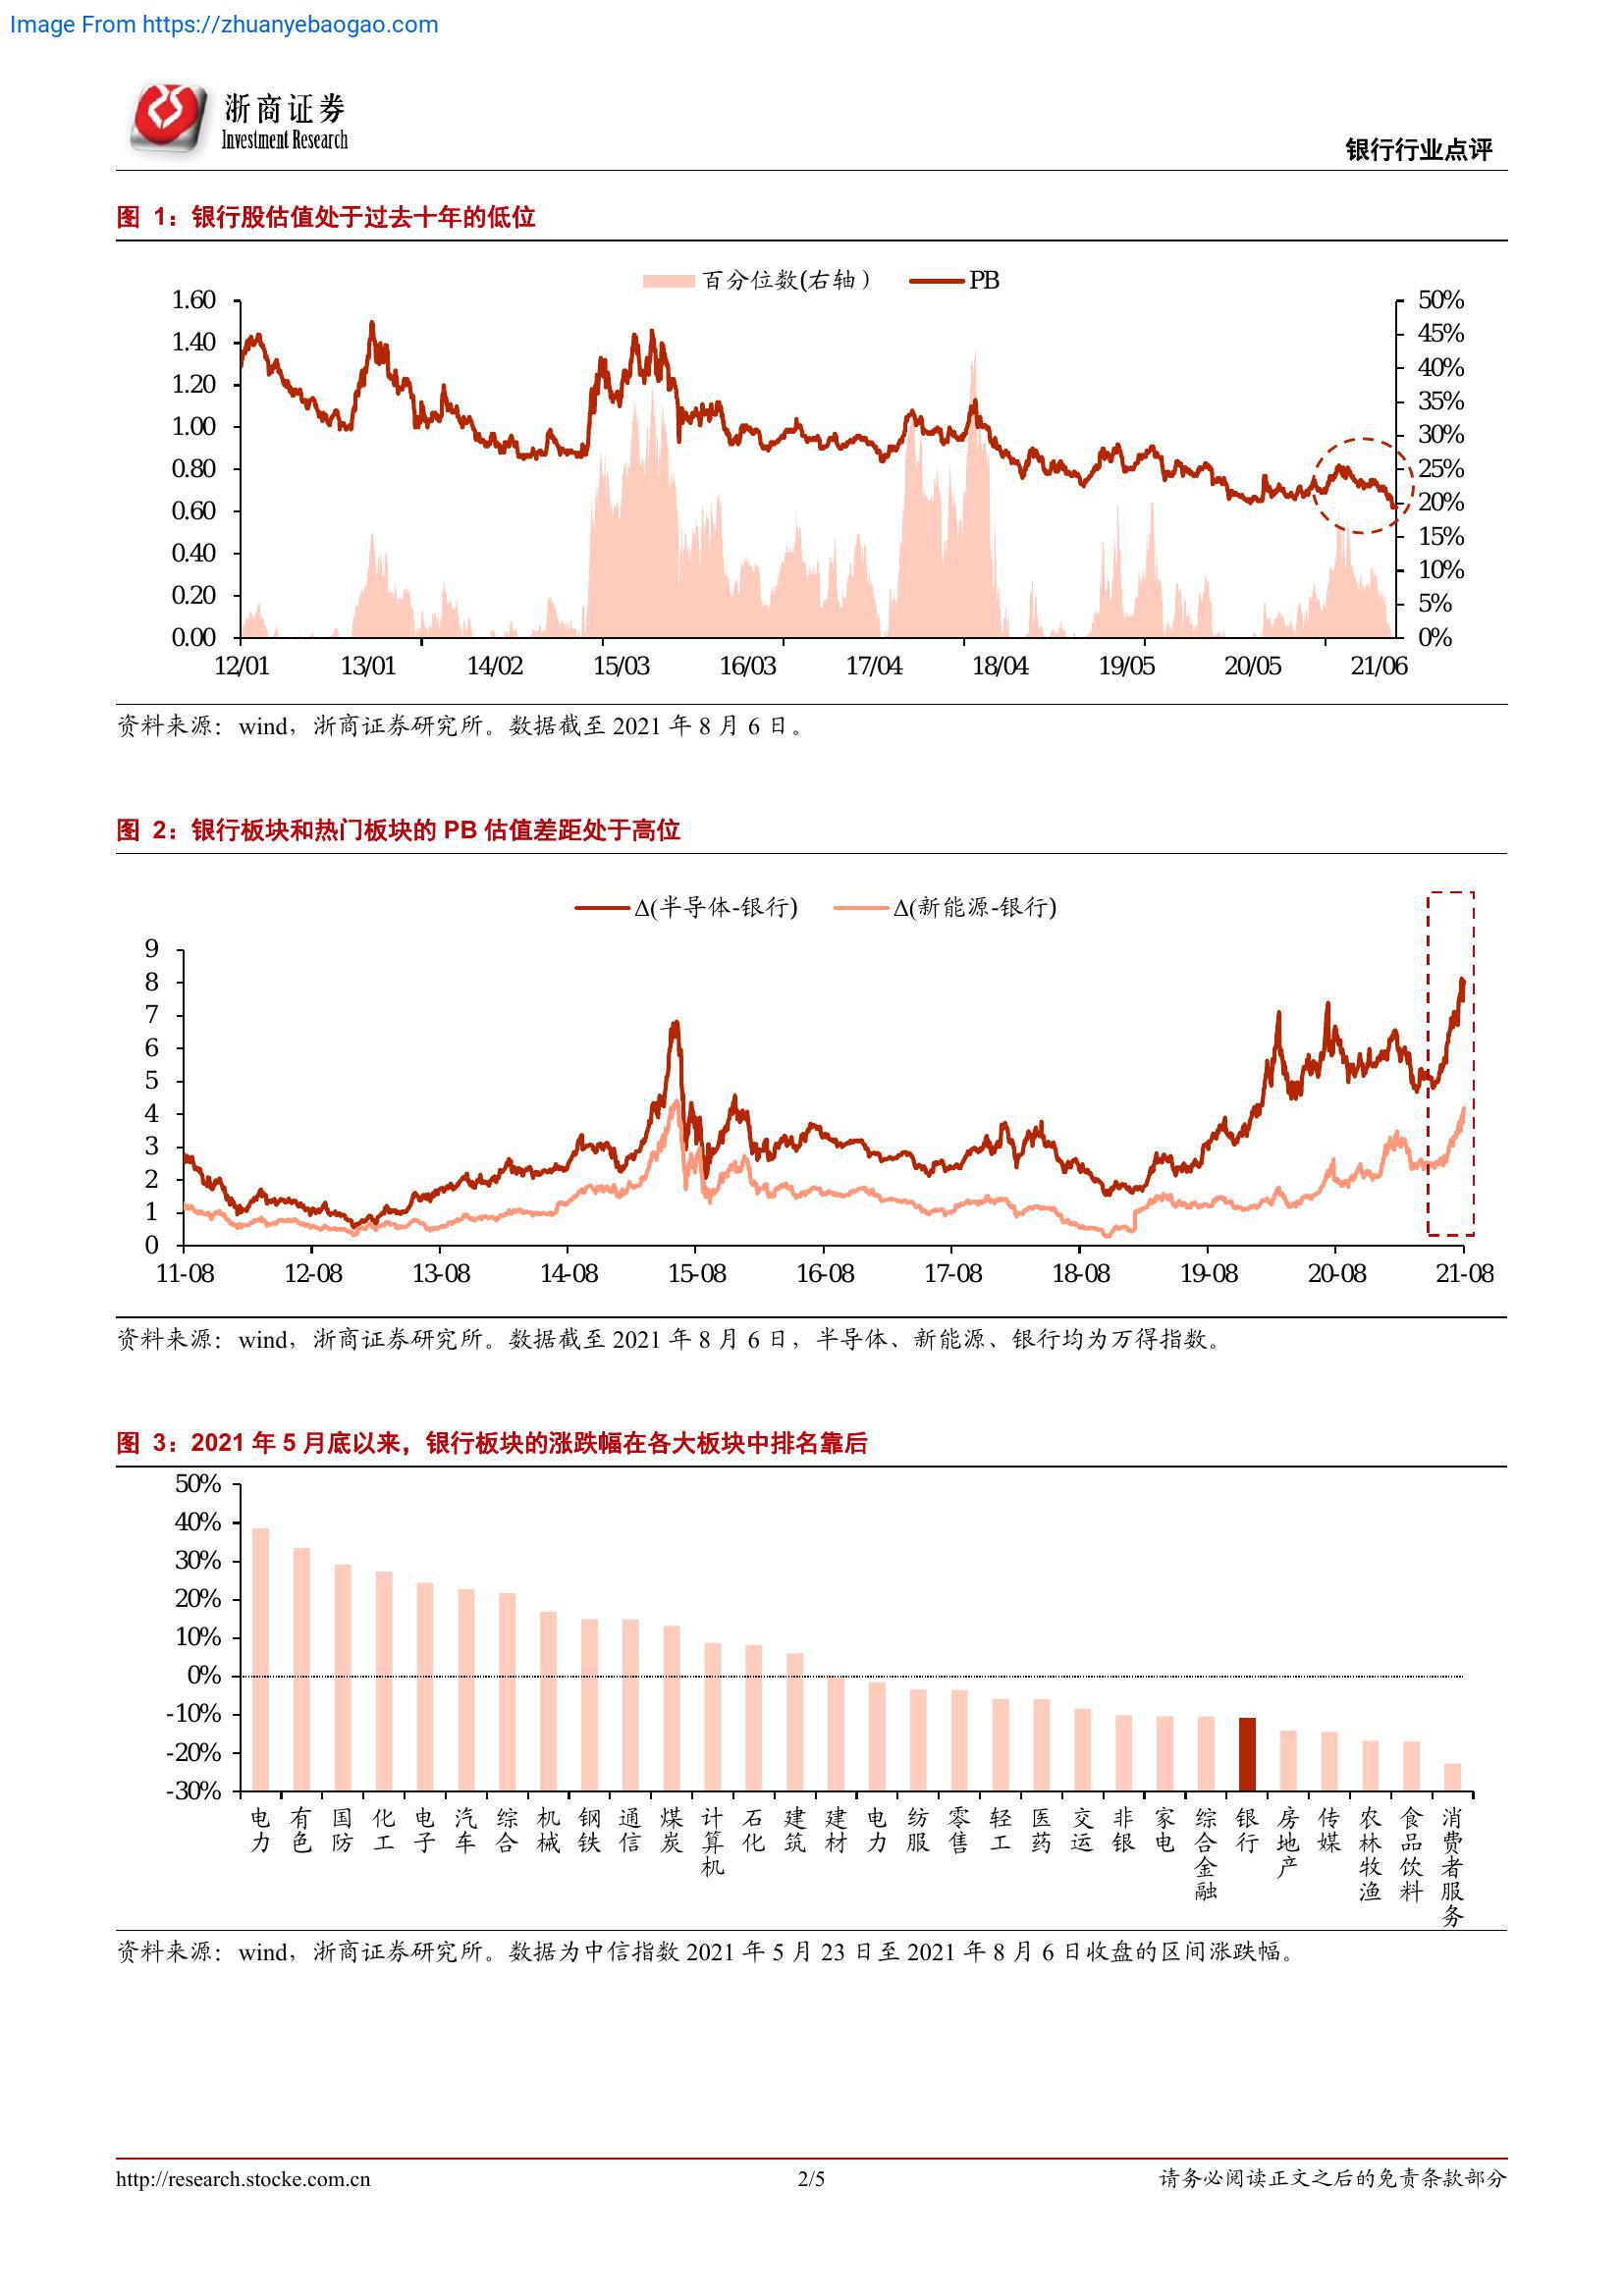 Image From https://zhuanyebaogao.com
浙商证券
Investment Research
银行行业点评
图 1：银行股估值处于过去十年的低位
百分位数(右轴） PB
1.60 50%
1.40 45%
1.20 40%
1.00 35%
0.80 30%
0.60 25%
0.40 20%
0.20 15%
0.00 10%
5%
0%
12/01 13/01 14/02 15/03 16/03 17/04 18/04 19/05 20/05 21/06
资料来源：wind，浙商证券研究所。数据截至 2021 年 8 月 6 日。
图 2：银行板块和热门板块的 PB 估值差距处于高位
Δ(半导体-银行) Δ(新能源-银行)
9
8
7
6
5
4
3
2
1
0
11-08 12-08 13-08 14-08 15-08 16-08 17-08 18-08 19-08 20-08 21-08
资料来源：wind，浙商证券研究所。数据截至 2021 年 8 月 6 日，半导体、新能源、银行均为万得指数。
图 3：2021 年 5 月底以来，银行板块的涨跌幅在各大板块中排名靠后
50%
40%
30%
20%
10%
0%
-10%
-20%
-30%
电力 有色 国防 化工 电子 汽车 综合 机械 钢铁 通信 煤炭 计算机 石化 建筑 建材 电力 纺服 零售 轻工 医药 交运 非银 家电 综合金融 银行 房地产 传媒 农林牧渔 食品饮料 消费者服务
资料来源：wind，浙商证券研究所。数据为中信指数 2021 年 5 月 23 日至 2021 年 8 月 6 日收盘的区间涨跌幅。
http://research.stocke.com.cn 2/5 请务必阅读正文之后的免责条款部分